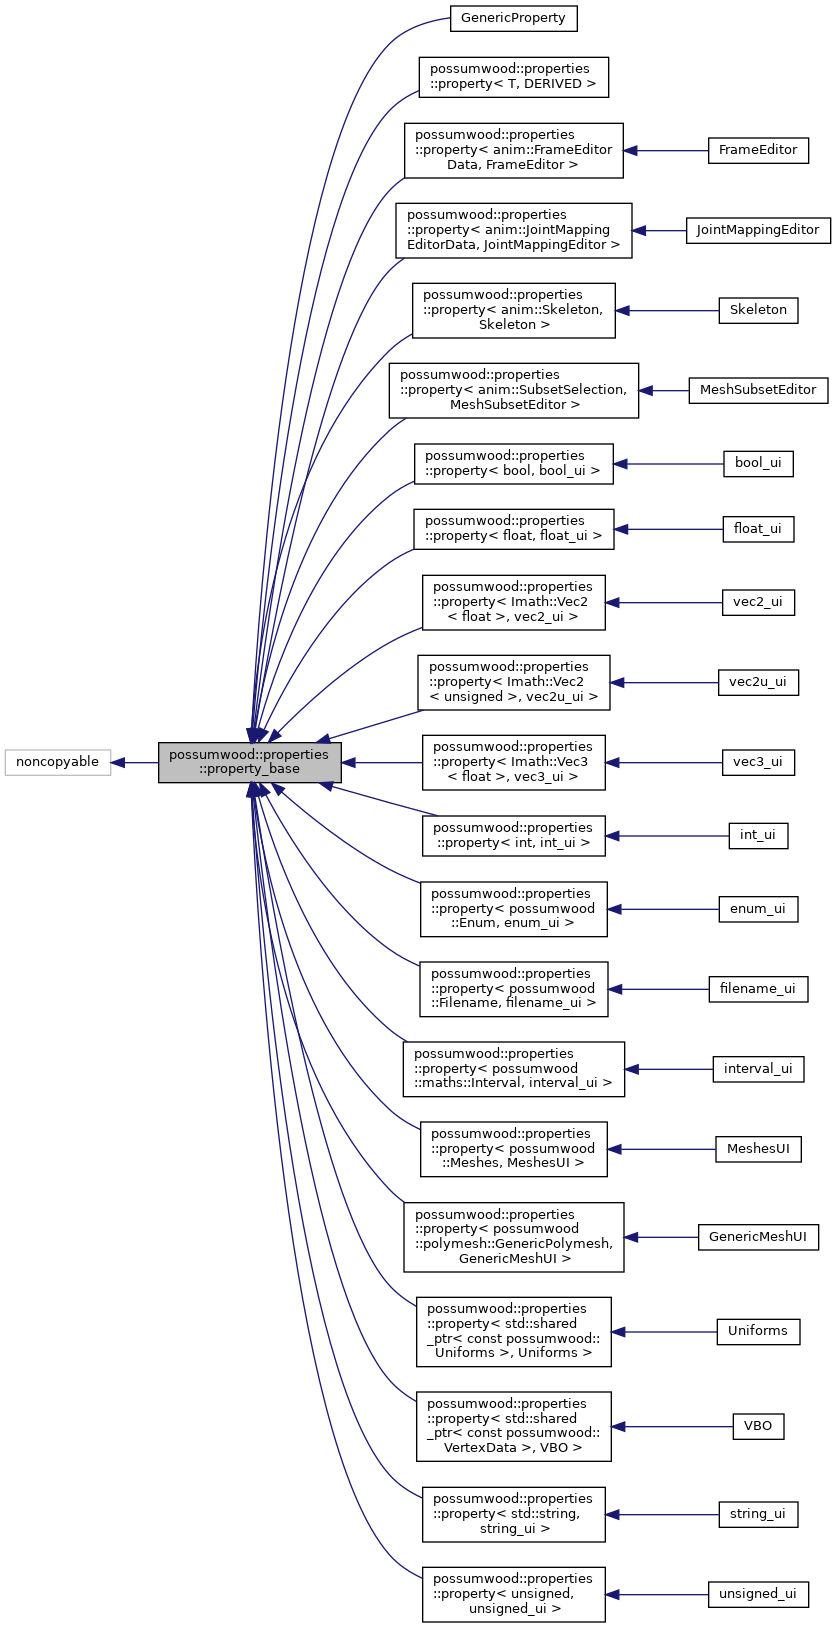 GenericProperty
possumwood::properties
::property< T, DERIVED >
possumwood::properties
::property< anim::FrameEditor
Data, FrameEditor >
FrameEditor
possumwood::properties
::property< anim::JointMapping
EditorData, JointMappingEditor >
JointMappingEditor
possumwood::properties
::property< anim::Skeleton,
Skeleton >
Skeleton
possumwood::properties
::property< anim::SubsetSelection,
MeshSubsetEditor >
MeshSubsetEditor
possumwood::properties
::property< bool, bool_ui >
bool_ui
possumwood::properties
::property< float, float_ui >
float_ui
possumwood::properties
::property< Imath::Vec2
< float >, vec2_ui >
vec2_ui
possumwood::properties
::property< Imath::Vec2
< unsigned >, vec2u_ui >
vec2u_ui
noncopyable
possumwood::properties
::property_base
possumwood::properties
::property< Imath::Vec3
< float >, vec3_ui >
vec3_ui
possumwood::properties
::property< int, int_ui >
int_ui
possumwood::properties
::property< possumwood
::Enum, enum_ui >
enum_ui
possumwood::properties
::property< possumwood
::Filename, filename_ui >
filename_ui
possumwood::properties
::property< possumwood
::maths::Interval, interval_ui >
interval_ui
possumwood::properties
::property< possumwood
::Meshes, MeshesUI >
MeshesUI
possumwood::properties
::property< possumwood
::polymesh::GenericPolymesh,
GenericMeshUI >
GenericMeshUI
possumwood::properties
::property< std::shared
_ptr< const possumwood::
Uniforms >, Uniforms >
Uniforms
possumwood::properties
::property< std::shared
_ptr< const possumwood::
VertexData >, VBO >
VBO
possumwood::properties
::property< std::string,
string_ui >
string_ui
possumwood::properties
::property< unsigned,
unsigned_ui >
unsigned_ui